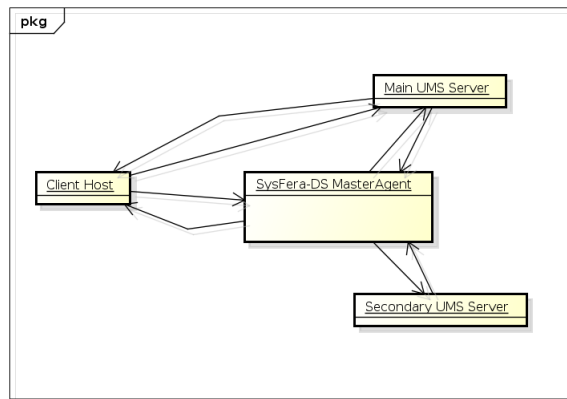 pkg
Main UMS Server
Client Host
SysFera-DS MasterAgent
Secondary UMS Server